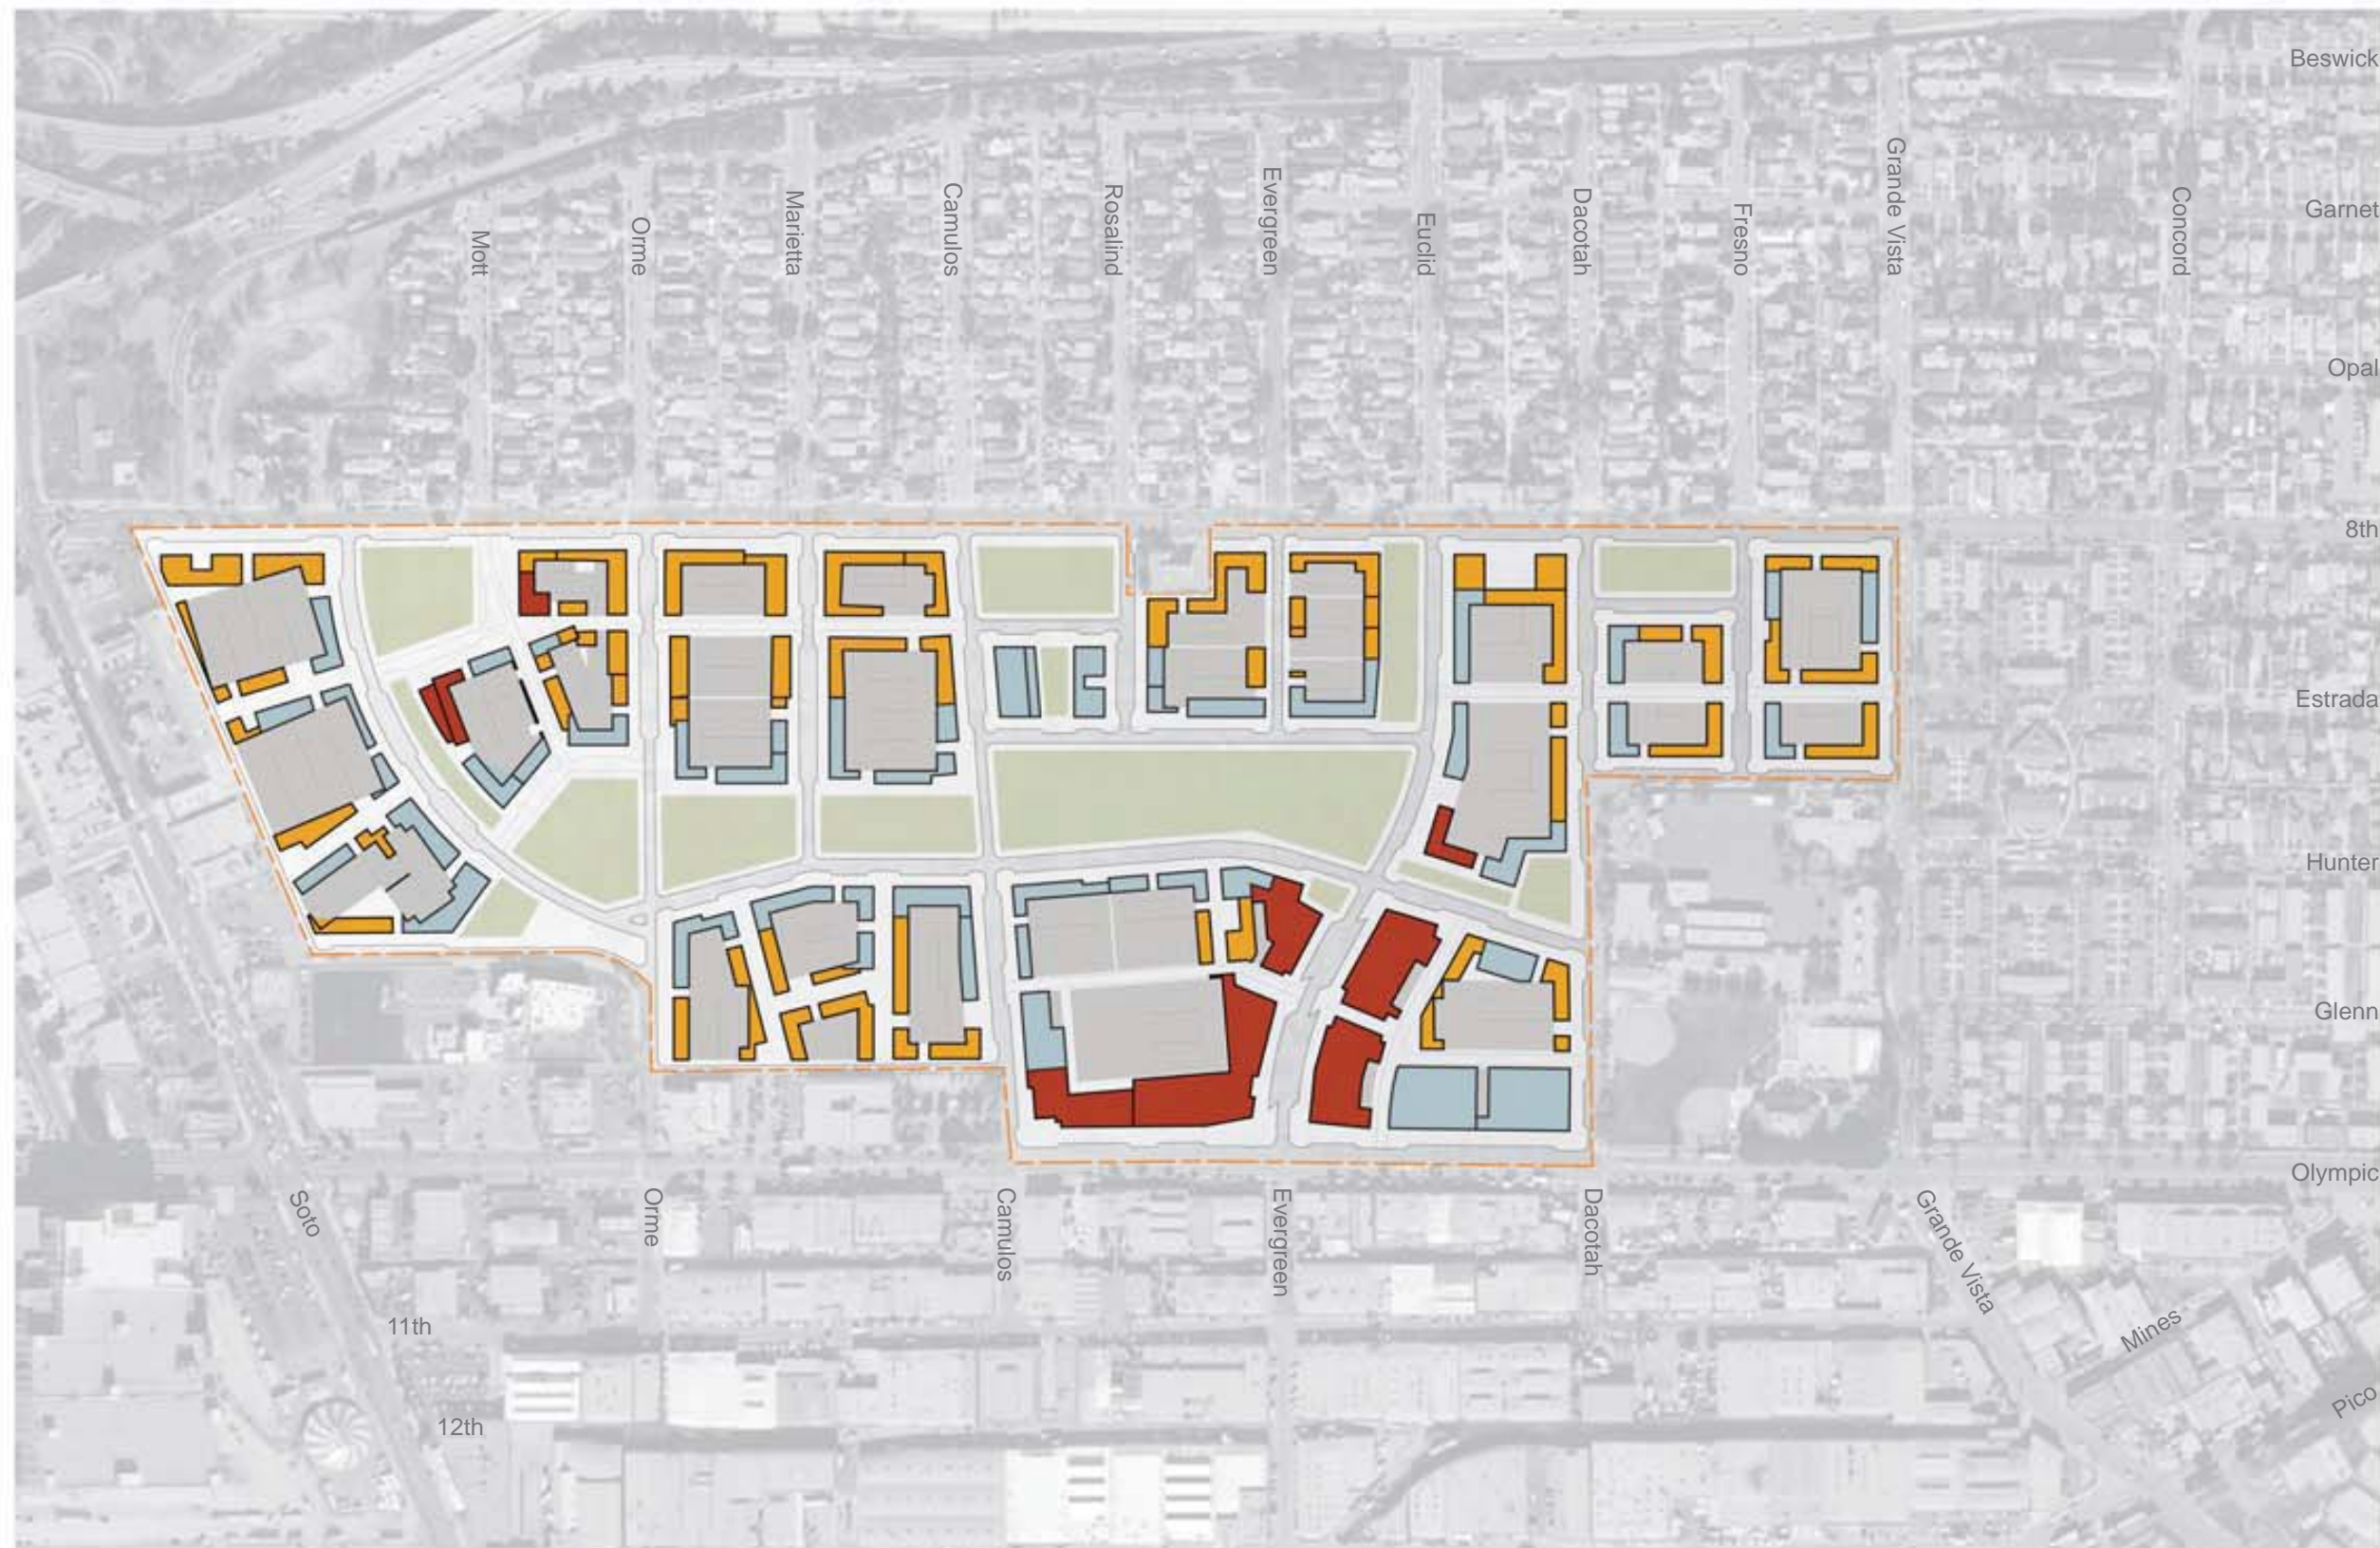 Beswick
Grande Vista
Evergreen
Camulos
Rosalind
Marietta
Dacotah
Concord
Garnet
Fresno
Euclid
Orme
Mott
Opal
8th
Estrada
Hunter
Glenn
Olympic
Soto
Orme
Camulos
Evergreen
Dacotah
Grande Vista
11th
Mines
Pico
12th